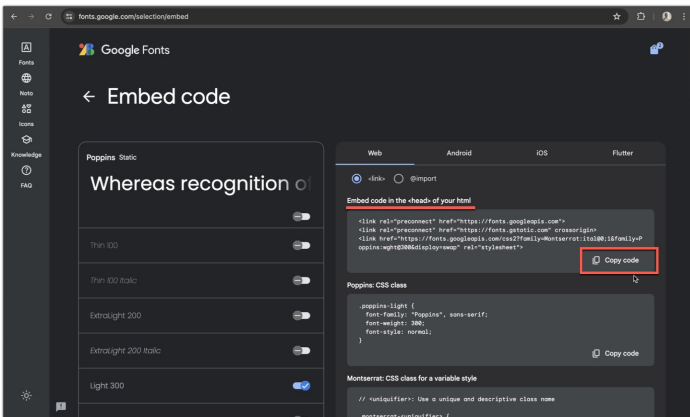 fonts.google.com/selection/embed
Fonts
Noto
Icons
Knowledge
FAQ
Google Fonts
2
Embed code
Poppins Static
Whereas recognition of
Thin 100
Thin 100 Italic
ExtraLight 200
ExtraLight 200 Italic
Light 300
Web Android iOS Flutter
<link> @import
Embed code in the <head> of your html
<link rel="preconnect" href="https://fonts.googleapis.com">
<link rel="preconnect" href="https://fonts.gstatic.com" crossorigin>
<link href="https://fonts.googleapis.com/css2?family=Montserrat:ital@0;1&family=P
oppins:wght@300&display=swap" rel="stylesheet">
Copy code
Poppins: CSS class
.poppins-light {
font-family: "Poppins", sans-serif;
font-weight: 300;
font-style: normal;
}
Copy code
Montserrat: CSS class for a variable style
// <uniquifier>: Use a unique and descriptive class name
.montserrat-<uniquifier> {